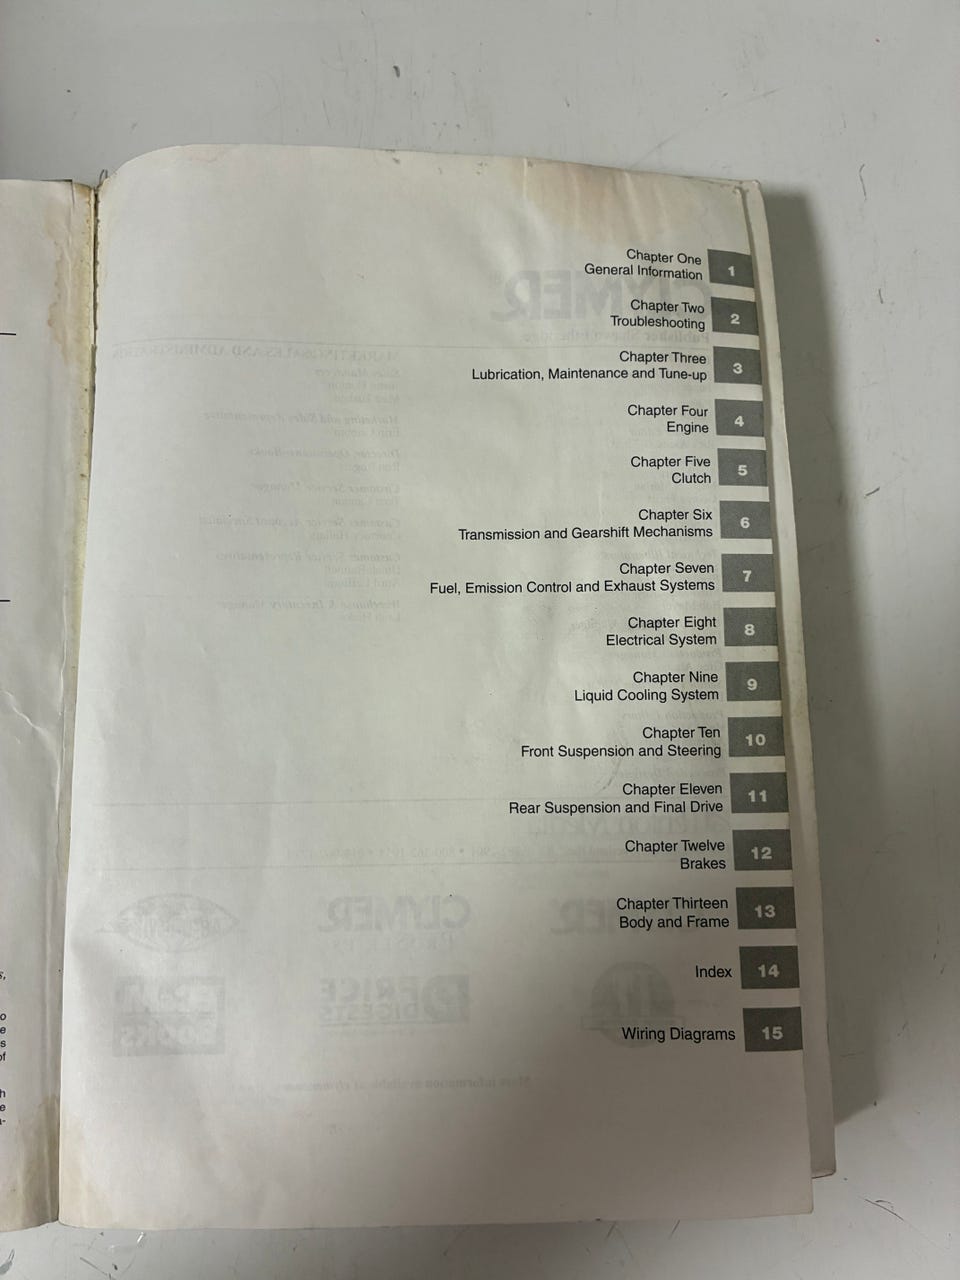 Chapter One
General Information
1
Chapter Two
Troubleshooting
2
Chapter Three
Lubrication, Maintenance and Tune-up
3
Chapter Four
Engine
4
Chapter Five
Clutch
5
Chapter Six
Transmission and Gearshift Mechanisms
6
Chapter Seven
Fuel, Emission Control and Exhaust Systems
7
Chapter Eight
Electrical System
8
Chapter Nine
Liquid Cooling System
9
Chapter Ten
Front Suspension and Steering
10
Chapter Eleven
Rear Suspension and Final Drive
11
Chapter Twelve
Brakes
12
Chapter Thirteen
Body and Frame
13
Index
14
Wiring Diagrams
15